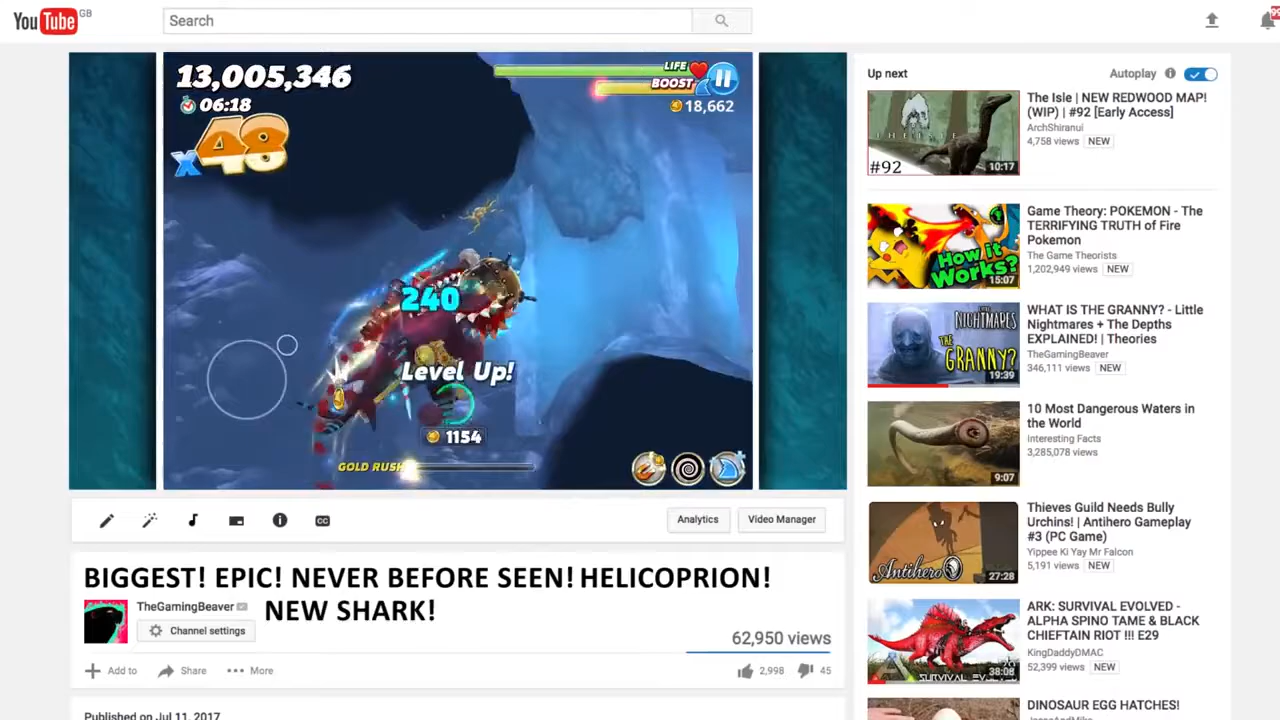 YouTube GB
Search
99
13,005,346
LIFE
BOOST
06:18
18,662
x48
240
Level Up!
1154
GOLD RUSH
Analytics
Video Manager
BIGGEST! EPIC! NEVER BEFORE SEEN! HELICOPRION!
NEW SHARK!
TheGamingBeaver
Channel settings
62,950 views
Add to
Share
More
2,998
45
Published on Jul 11, 2017
Up next
Autoplay
THE ISLE
#92
10:17
The Isle | NEW REDWOOD MAP!
(WIP) | #92 [Early Access]
ArchShiranui
4,758 views NEW
How it
Works?
15:07
Game Theory: POKEMON - The
TERRIFYING TRUTH of Fire
Pokemon
The Game Theorists
1,202,949 views NEW
LITTLE
NIGHTMARES
THE
GRANNY?
19:39
WHAT IS THE GRANNY? - Little
Nightmares + The Depths
EXPLAINED! | Theories
TheGamingBeaver
346,111 views NEW
9:07
10 Most Dangerous Waters in
the World
Interesting Facts
3,285,078 views
Antihero
27:28
Thieves Guild Needs Bully
Urchins! | Antihero Gameplay
#3 (PC Game)
Yippee Ki Yay Mr Falcon
5,191 views NEW
SURVIVAL EV
38:08
ARK: SURVIVAL EVOLVED -
ALPHA SPINO TAME & BLACK
CHIEFTAIN RIOT !!! E29
KingDaddyDMAC
52,399 views NEW
DINOSAUR EGG HATCHES!